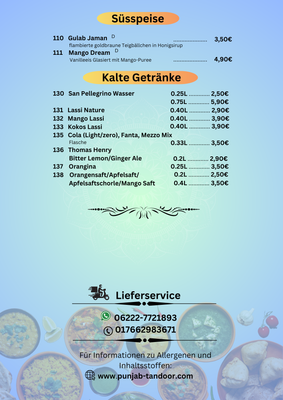 Süsspeise
110 Gulab Jaman D ........ 3,50€
flambierte goldbraune Teigbällchen in Honigsirup
111 Mango Dream D
Vanilleeis Glasiert mit Mango-Puree ........ 4,90€
Kalte Getränke
130 San Pellegrino Wasser 0.25L ........ 2,50€
0.75L ........ 5,90€
131 Lassi Nature 0.40L ........ 2,90€
132 Mango Lassi 0.40L ........ 3,90€
133 Kokos Lassi 0.40L ........ 3,90€
135 Cola (Light/zero), Fanta, Mezzo Mix
Flasche 0.33L ........ 3,50€
136 Thomas Henry
Bitter Lemon/Ginger Ale 0.2L ........ 2,90€
137 Orangina 0.25L ........ 3,50€
138 Orangensaft/Apfelsaft/ 0.2L ........ 2,50€
Apfelsaftschorle/Mango Saft 0.4L ........ 3,50€
Lieferservice
06222-7721893
017662983671
Für Informationen zu Allergenen und
Inhaltsstoffen:
www.punjab-tandoor.com